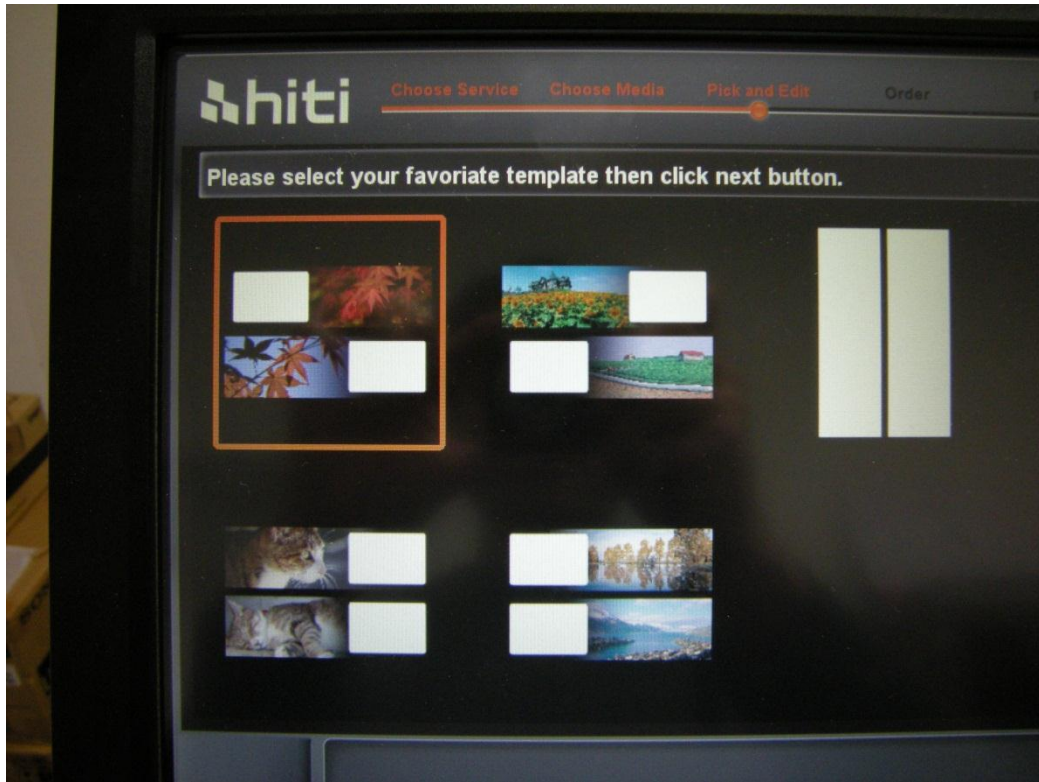 hiti
Choose Service Choose Media Pick and Edit Order
Please select your favoriate template then click next button.